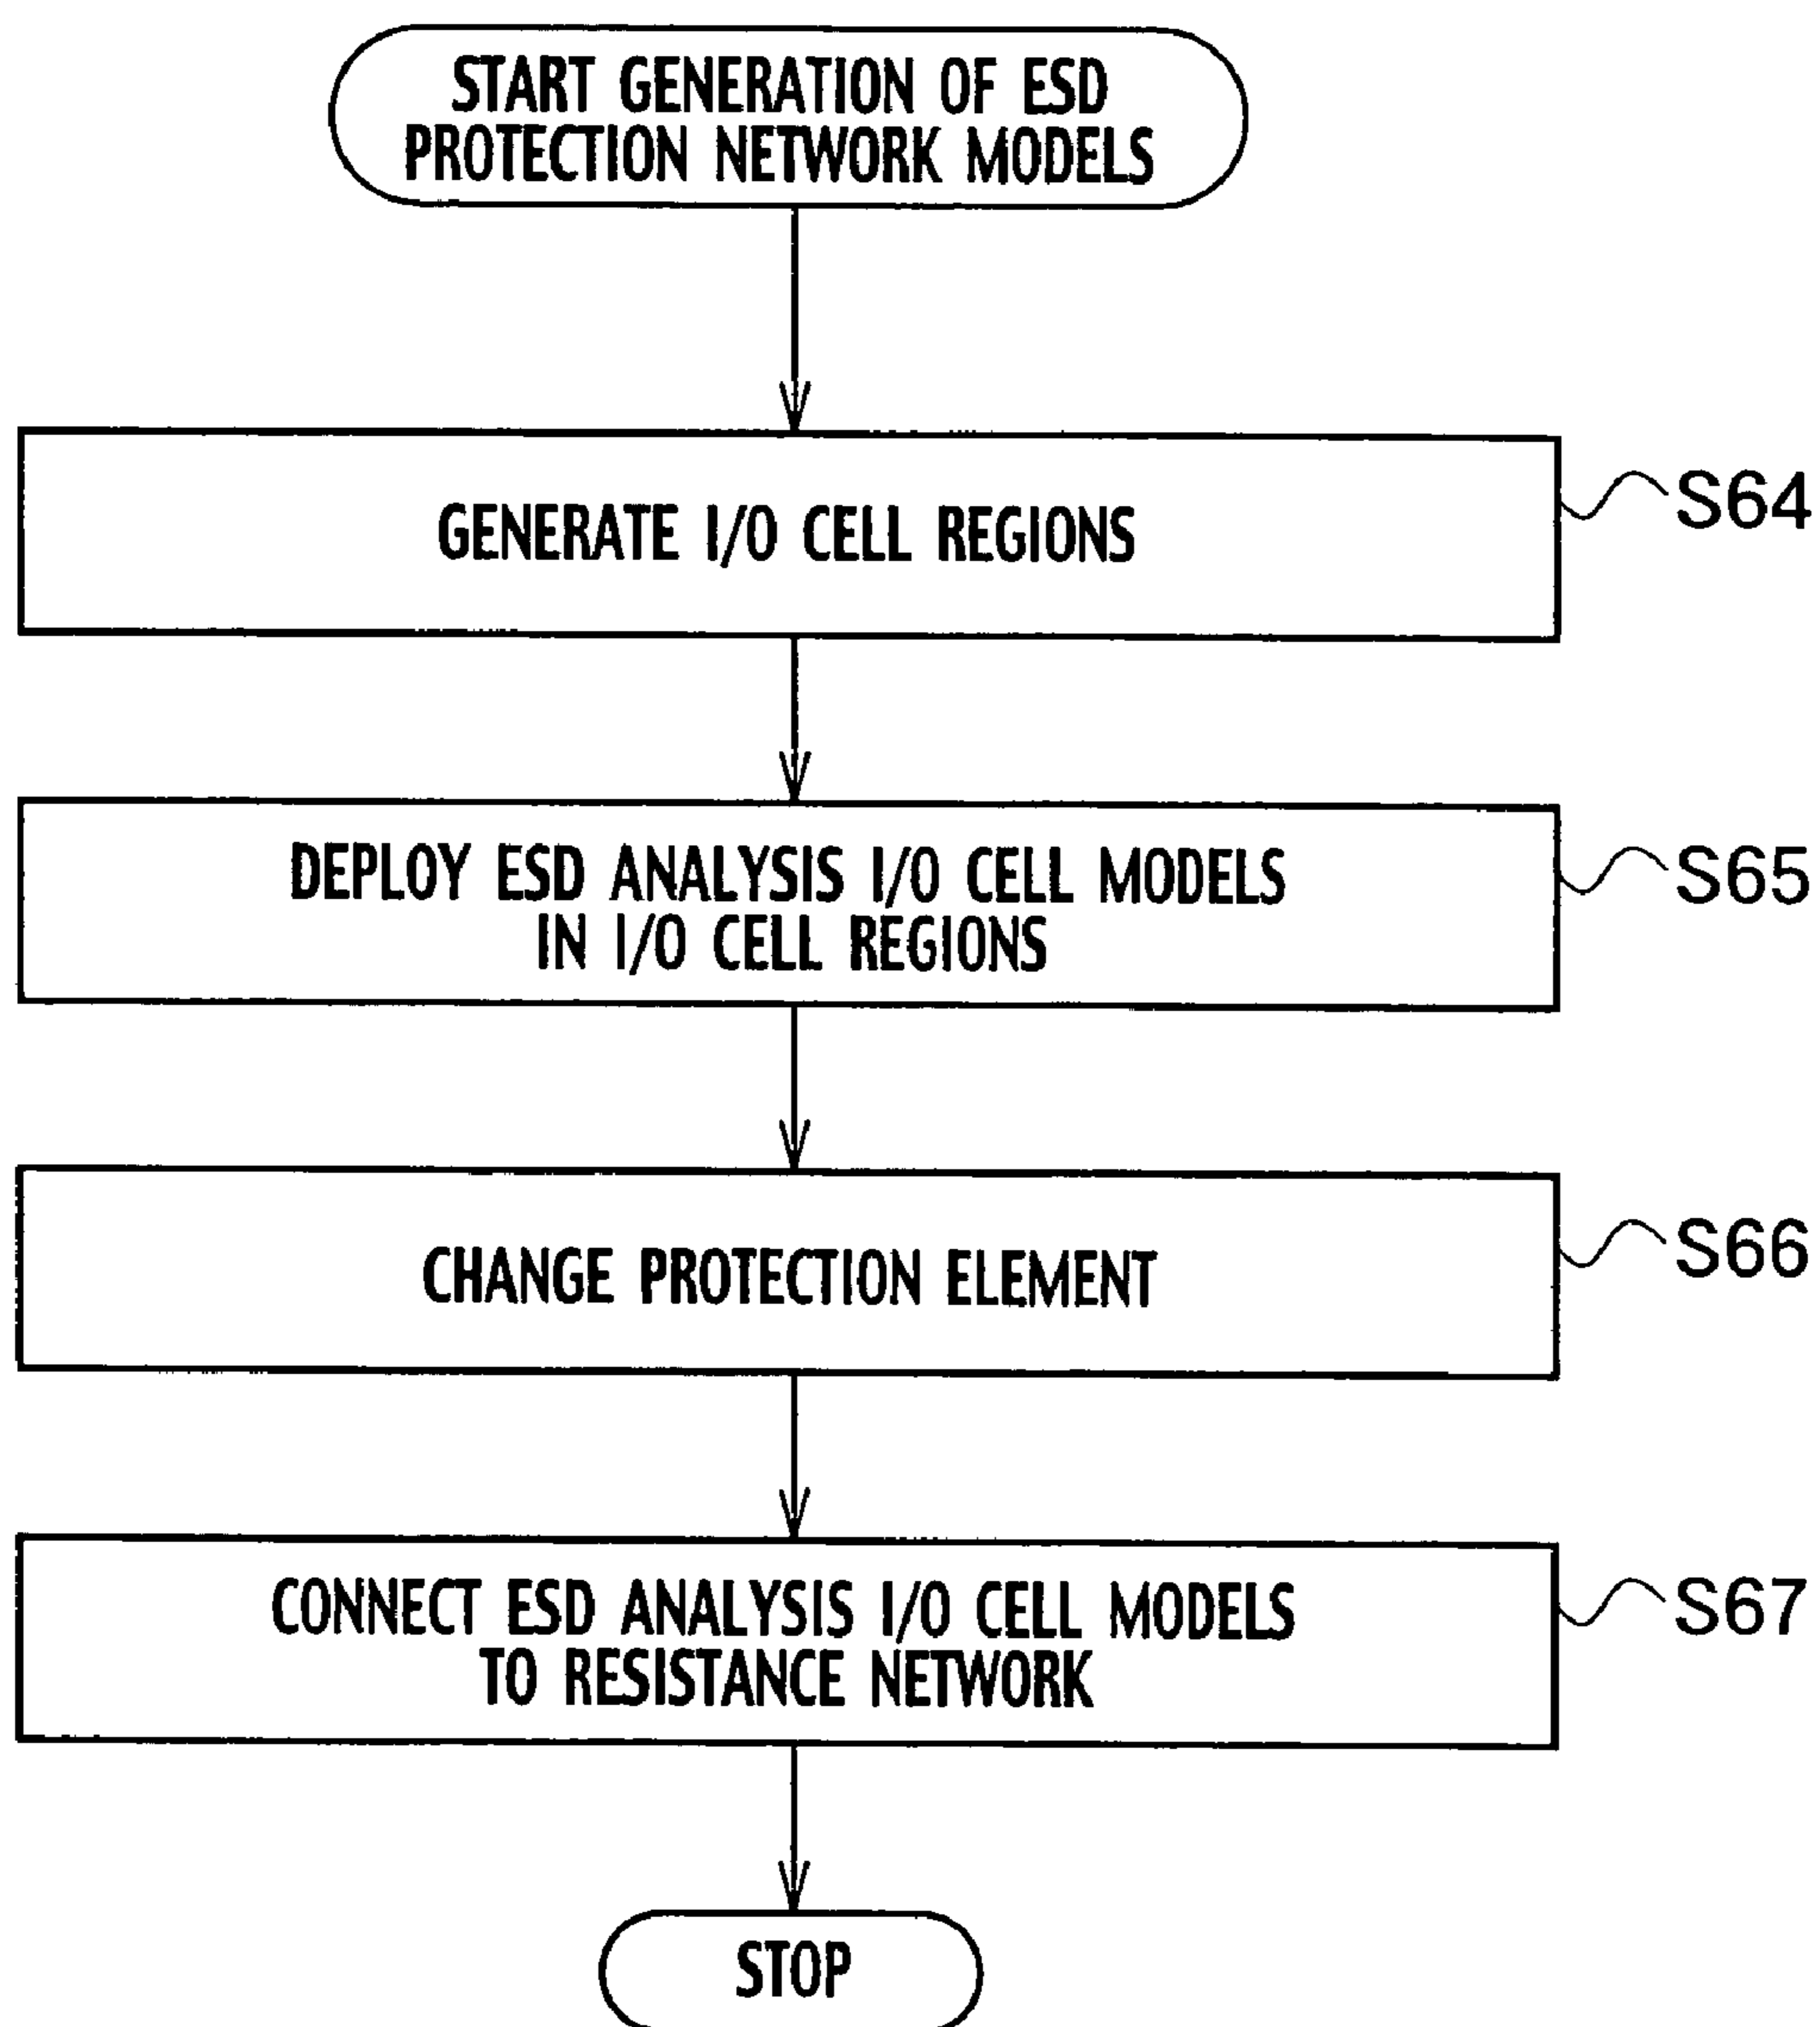 START GENERATION OF ESD
PROTECTION NETWORK MODELS
GENERATE I/O CELL REGIONS
S64
DEPLOY ESD ANALYSIS I/O CELL MODELS
IN I/O CELL REGIONS
S65
CHANGE PROTECTION ELEMENT
S66
CONNECT ESD ANALYSIS I/O CELL MODELS
TO RESISTANCE NETWORK
S67
STOP